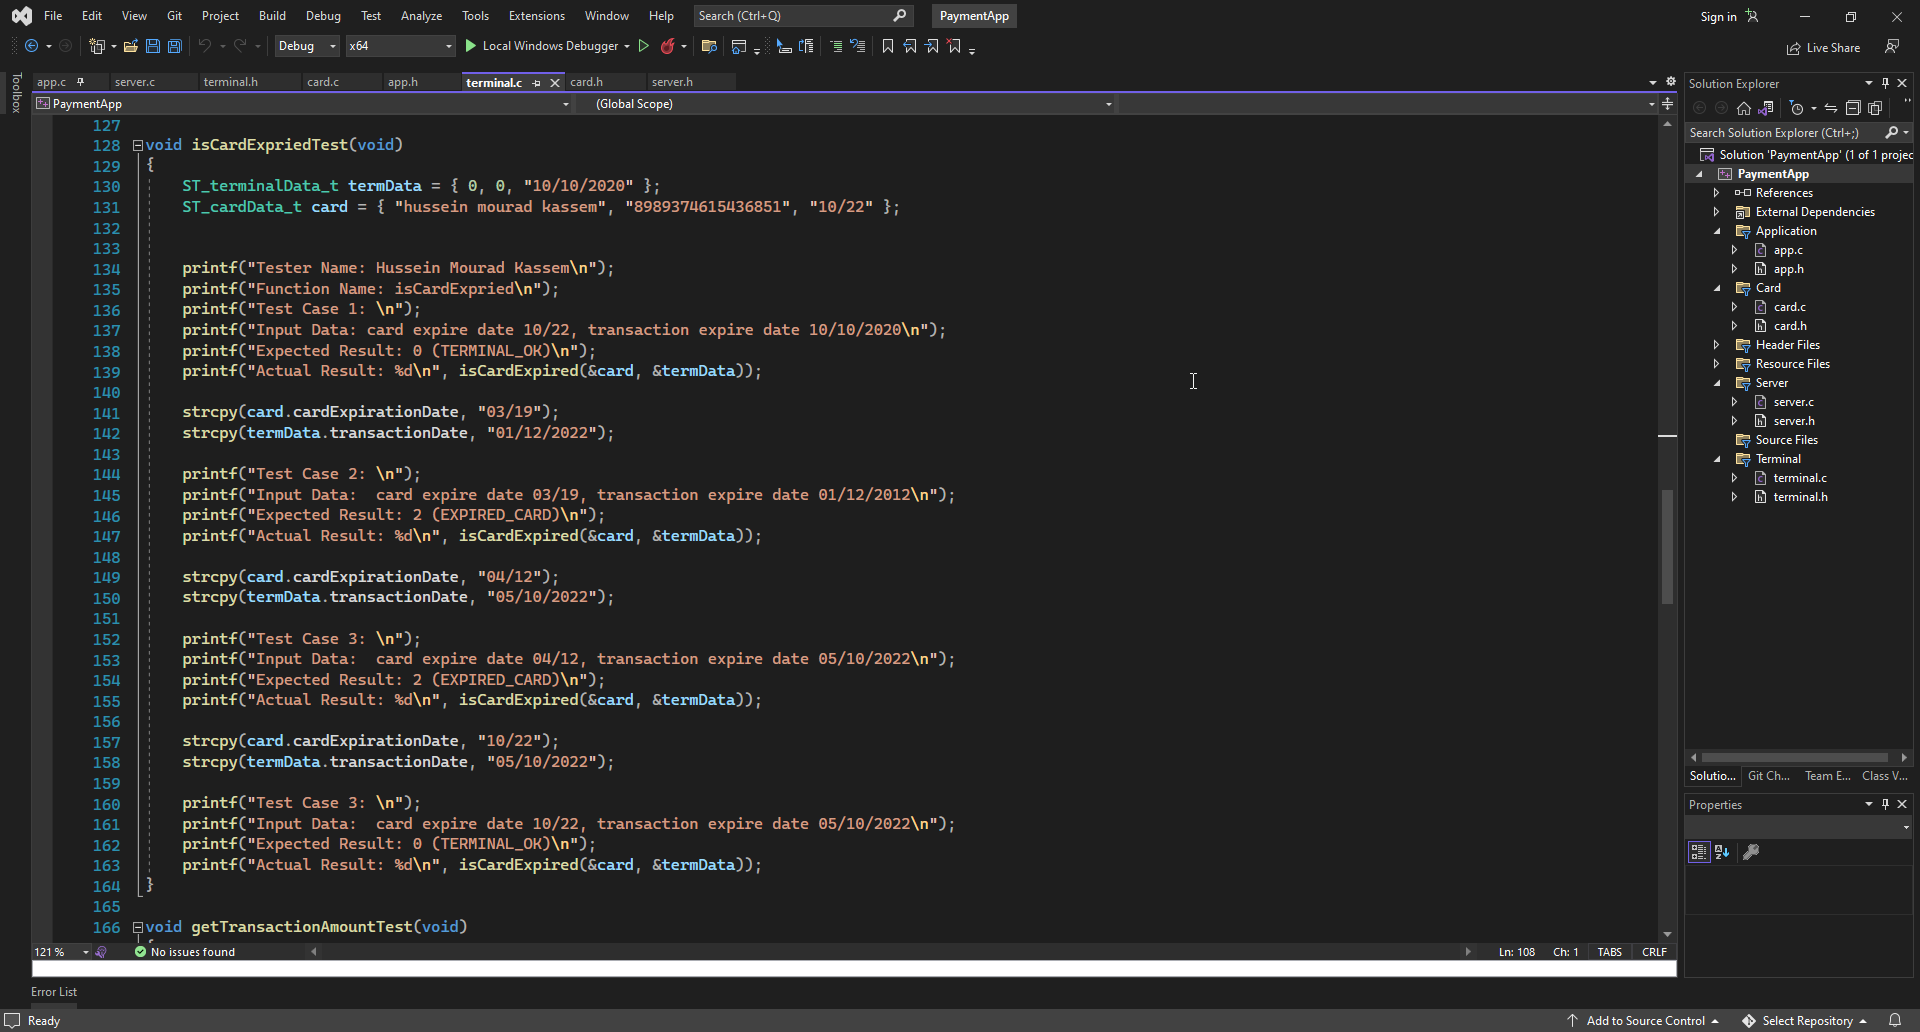 File Edit View Git Project Build Debug Test Analyze Tools Extensions Window Help Search (Ctrl+Q) PaymentApp Sign in
Debug x64 Local Windows Debugger Live Share
Toolbox
app.c server.c terminal.h card.c app.h terminal.c card.h server.h
PaymentApp (Global Scope)
127
128 void isCardExpriedTest(void)
129 {
130 ST_terminalData_t termData = { 0, 0, "10/10/2020" };
131 ST_cardData_t card = { "hussein mourad kassem", "8989374615436851", "10/22" };
132
133
134 printf("Tester Name: Hussein Mourad Kassem\n");
135 printf("Function Name: isCardExpried\n");
136 printf("Test Case 1: \n");
137 printf("Input Data: card expire date 10/22, transaction expire date 10/10/2020\n");
138 printf("Expected Result: 0 (TERMINAL_OK)\n");
139 printf("Actual Result: %d\n", isCardExpired(&card, &termData));
140
141 strcpy(card.cardExpirationDate, "03/19");
142 strcpy(termData.transactionDate, "01/12/2022");
143
144 printf("Test Case 2: \n");
145 printf("Input Data:  card expire date 03/19, transaction expire date 01/12/2012\n");
146 printf("Expected Result: 2 (EXPIRED_CARD)\n");
147 printf("Actual Result: %d\n", isCardExpired(&card, &termData));
148
149 strcpy(card.cardExpirationDate, "04/12");
150 strcpy(termData.transactionDate, "05/10/2022");
151
152 printf("Test Case 3: \n");
153 printf("Input Data:  card expire date 04/12, transaction expire date 05/10/2022\n");
154 printf("Expected Result: 2 (EXPIRED_CARD)\n");
155 printf("Actual Result: %d\n", isCardExpired(&card, &termData));
156
157 strcpy(card.cardExpirationDate, "10/22");
158 strcpy(termData.transactionDate, "05/10/2022");
159
160 printf("Test Case 3: \n");
161 printf("Input Data:  card expire date 10/22, transaction expire date 05/10/2022\n");
162 printf("Expected Result: 0 (TERMINAL_OK)\n");
163 printf("Actual Result: %d\n", isCardExpired(&card, &termData));
164 }
165
166 void getTransactionAmountTest(void)
121 % No issues found Ln: 108 Ch: 1 TABS CRLF
Error List
Solution Explorer
Search Solution Explorer (Ctrl+;)
Solution 'PaymentApp' (1 of 1 projec
PaymentApp
References
External Dependencies
Application
app.c
app.h
Card
card.c
card.h
Header Files
Resource Files
Server
server.c
server.h
Source Files
Terminal
terminal.c
terminal.h
Solutio... Git Ch... Team E... Class V...
Properties
Ready Add to Source Control Select Repository